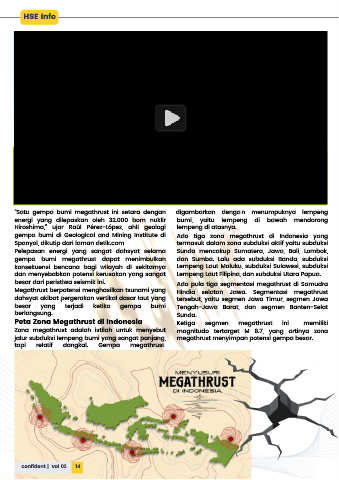 HSE Info
"Satu gempa bumi megathrust ini setara dengan
energi yang dilepaskan oleh 32.000 bom nuklir
Hiroshima," ujar Raúl Pérez-López, ahli geologi
gempa bumi di Geological and Mining Institute di
Spanyol, dikutip dari laman detik.com
Pelepasan energi yang sangat dahsyat selama
gempa bumi megathrust dapat menimbulkan
konsekuensi bencana bagi wilayah di sekitarnya
dan menyebabkan potensi kerusakan yang sangat
besar dari peristiwa seismik ini.
Megathrust berpotensi menghasilkan tsunami yang
dahsyat akibat pergerakan vertikal dasar laut yang
besar yang terjadi ketika gempa bumi
berlangsung.
Peta Zona Megathrust di Indonesia
Zona megathrust adalah istilah untuk menyebut
jalur subduksi lempeng bumi yang sangat panjang,
tapi relatif dangkal. Gempa megathrust
digambarkan dengan menumpuknya lempeng
bumi, yaitu lempeng di bawah mendorong
lempeng di atasnya.
Ada tiga zona megathrust di Indonesia yang
termasuk dalam zona subduksi aktif yaitu subduksi
Sunda mencakup Sumatera, Jawa, Bali, Lombok,
dan Sumba. Lalu ada subduksi Banda, subduksi
Lempeng Laut Maluku, subduksi Sulawesi, subduksi
Lempeng Laut Filipina, dan subduksi Utara Papua.
Ada pula tiga segmentasi megathrust di Samudra
Hindia selatan Jawa. Segmentasi megathrust
tersebut yaitu segmen Jawa Timur, segmen Jawa
Tengah-Jawa Barat, dan segmen Banten-Selat
Sunda.
Ketiga segmen megathrust ini memiliki
magnitudo tertarget M 8.7, yang artinya zona
megathrust menyimpan potensi gempa besar.
MENYUSURI
MEGATHRUST
DI INDONESIA
confident | vol 05 14